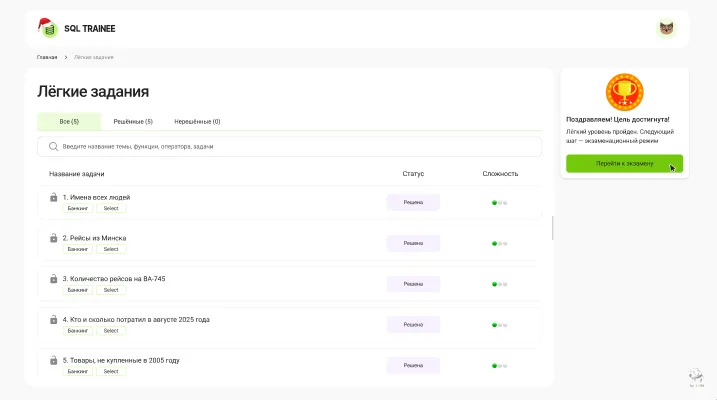 SQL TRAINEE
Главная > Лёгкие задания
Лёгкие задания
Все (5) Решённые (5) Нерешённые (0)
Введите название темы, функции, оператора, задачи
Название задачи Статус Сложность
1. Имена всех людей
Банкинг Select
Решена
2. Рейсы из Минска
Банкинг Select
Решена
3. Количество рейсов на BA-745
Банкинг Select
Решена
4. Кто и сколько потратил в августе 2025 года
Банкинг Select
Решена
5. Товары, не купленные в 2005 году
Банкинг Select
Решена
Поздравляем! Цель достигнута!
Лёгкий уровень пройден. Следующий
шаг — экзаменационный режим
Перейти к экзамену